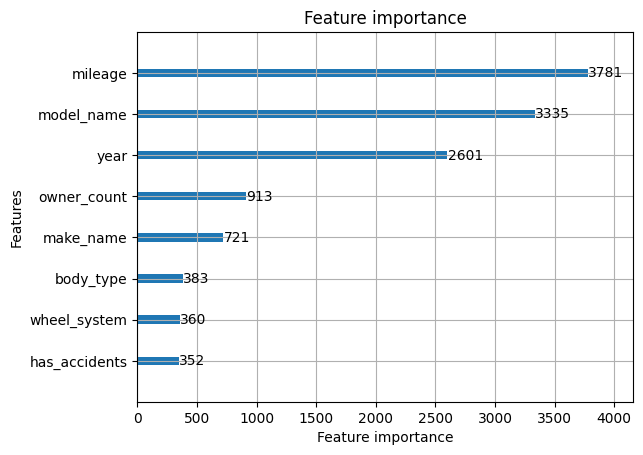 Feature importance
mileage 3781
model_name 3335
year 2601
owner_count 913
make_name 721
body_type 383
wheel_system 360
has_accidents 352
Features
0 500 1000 1500 2000 2500 3000 3500 4000
Feature importance